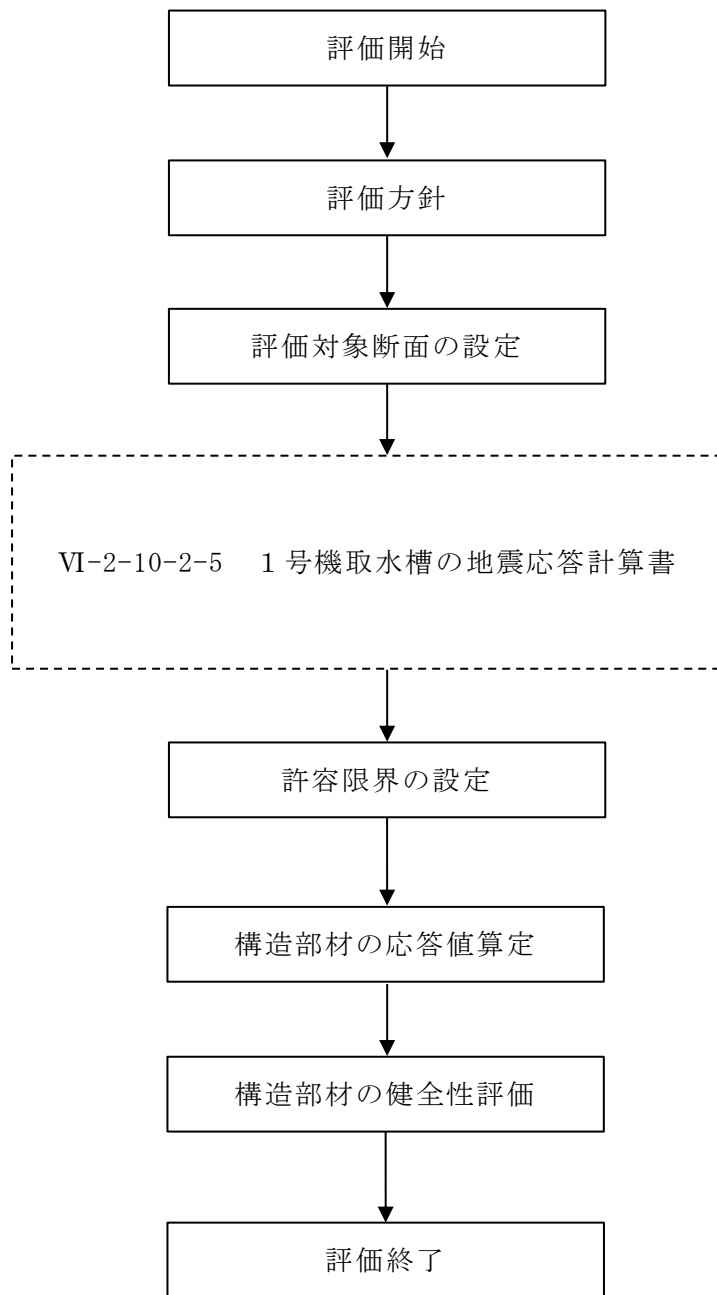 評価開始
評価方針
評価対象断面の設定
Ⅵ-2-10-2-5　１号機取水槽の地震応答計算書
許容限界の設定
構造部材の応答値算定
構造部材の健全性評価
評価終了